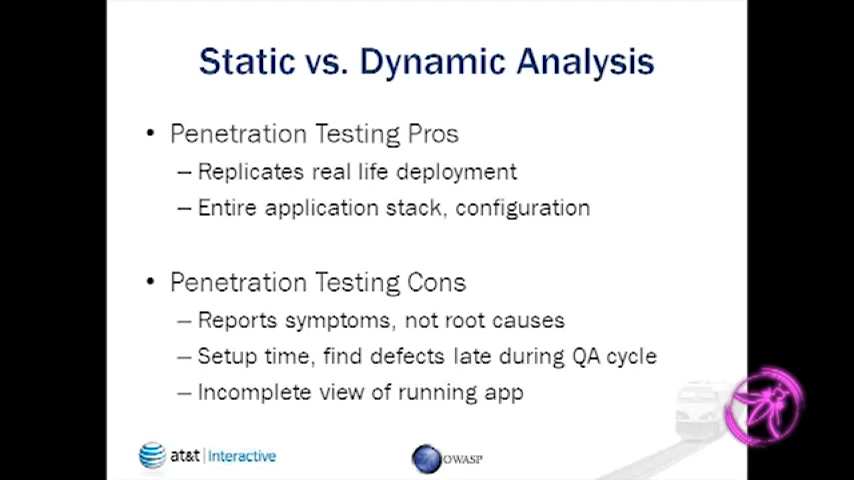 Static vs. Dynamic Analysis
• Penetration Testing Pros
– Replicates real life deployment
– Entire application stack, configuration
• Penetration Testing Cons
– Reports symptoms, not root causes
– Setup time, find defects late during QA cycle
– Incomplete view of running app
at&t | Interactive
OWASP